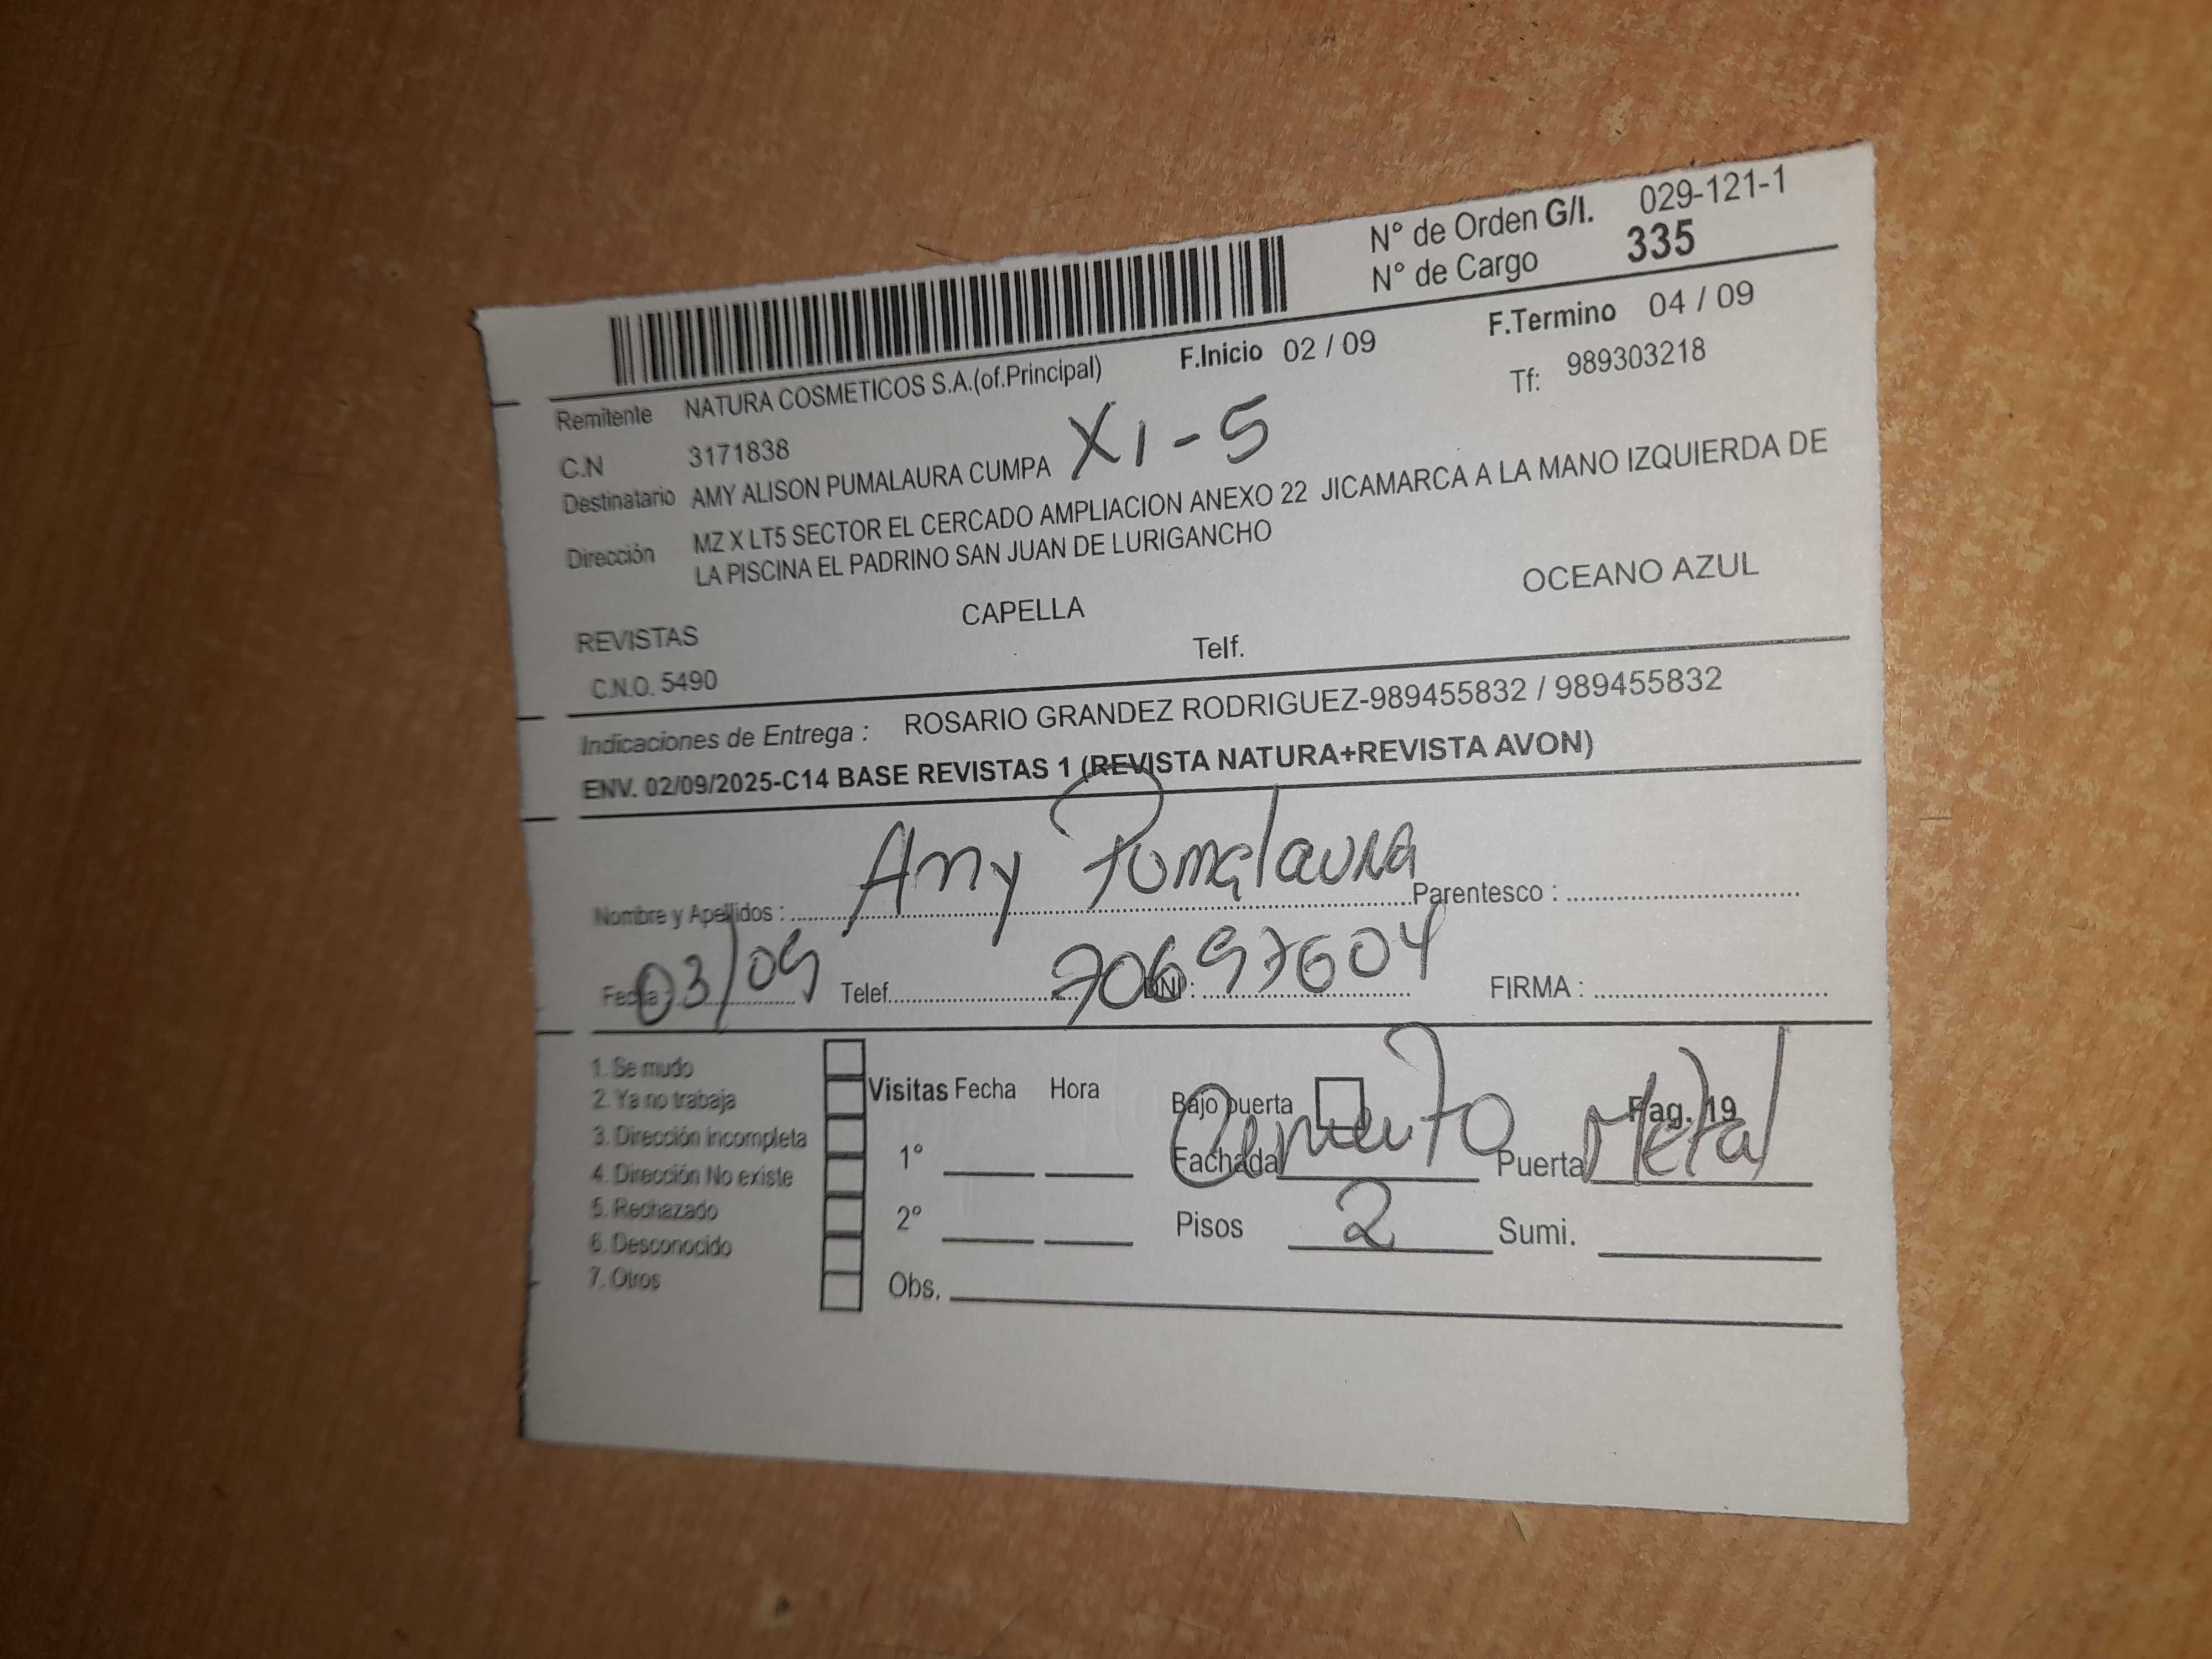 N° de Orden G/I. 029-121-1
N° de Cargo 335
F.Inicio 02 / 09 F.Termino 04 / 09
Remitente NATURA COSMETICOS S.A.(of.Principal) Tf: 989303218
C.N 3171838
Destinatario AMY ALISON PUMALAURA CUMPA X1-5
Dirección MZ X LT5 SECTOR EL CERCADO AMPLIACION ANEXO 22 JICAMARCA A LA MANO IZQUIERDA DE
LA PISCINA EL PADRINO SAN JUAN DE LURIGANCHO
REVISTAS CAPELLA OCEANO AZUL
C.N.O. 5490 Telf.
Indicaciones de Entrega : ROSARIO GRANDEZ RODRIGUEZ-989455832 / 989455832
ENV. 02/09/2025-C14 BASE REVISTAS 1 (REVISTA NATURA+REVISTA AVON)
Nombre y Apellidos : Amy Pumalaura Parentesco :
Fecha : 03/09 Telef. DNI : 70697604 FIRMA :
1. Se mudo
2. Ya no trabaja
3. Dirección incompleta
4. Dirección No existe
5. Rechazado
6. Desconocido
7. Otros
Visitas Fecha Hora
1°
2°
Obs.
Bajo puerta Pag. 19
Fachada Cemento Puerta Metal
Pisos 2 Sumi.